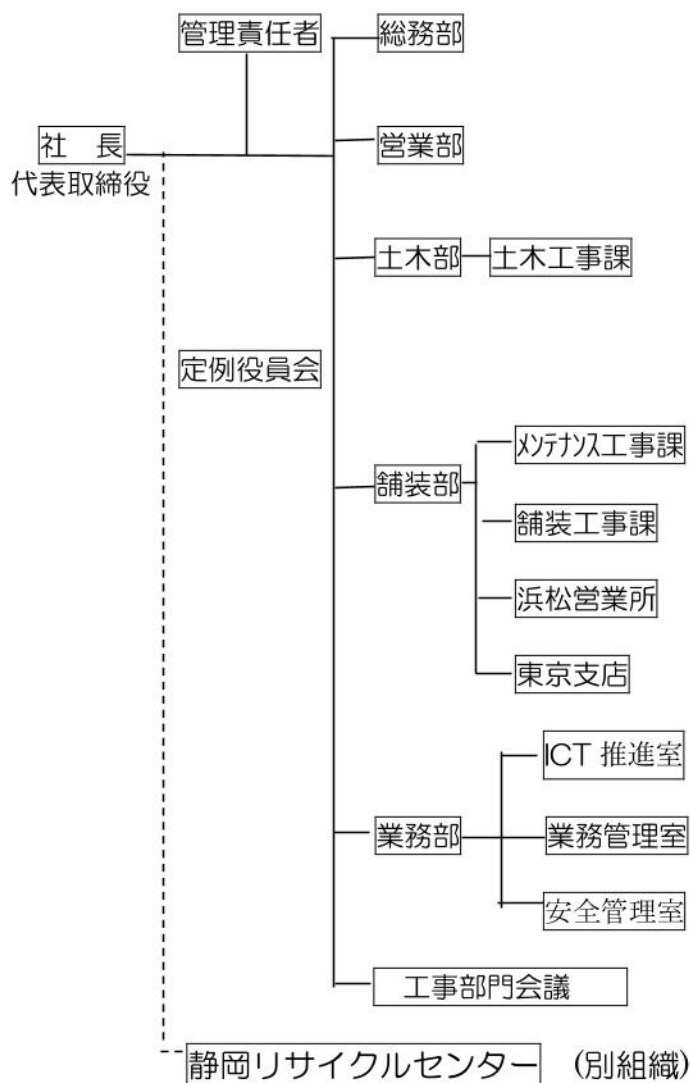 管理責任者
総務部
社　長
代表取締役
営業部
土木部
土木工事課
定例役員会
舗装部
メンテナンス工事課
舗装工事課
浜松営業所
東京支店
業務部
ICT 推進室
業務管理室
安全管理室
工事部門会議
静岡リサイクルセンター (別組織)